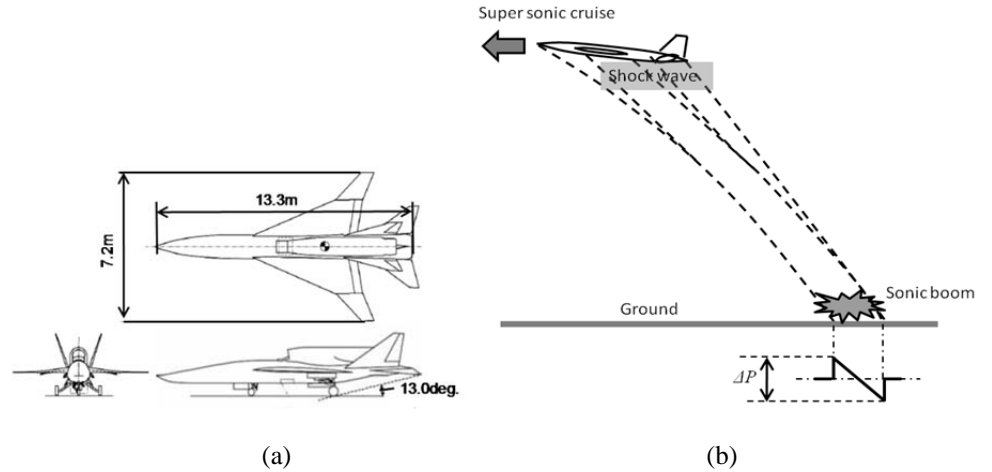 13.3m
7.2m
13.0deg.
(a)
Super sonic cruise
Shock wave
Sonic boom
Ground
ΔP
(b)